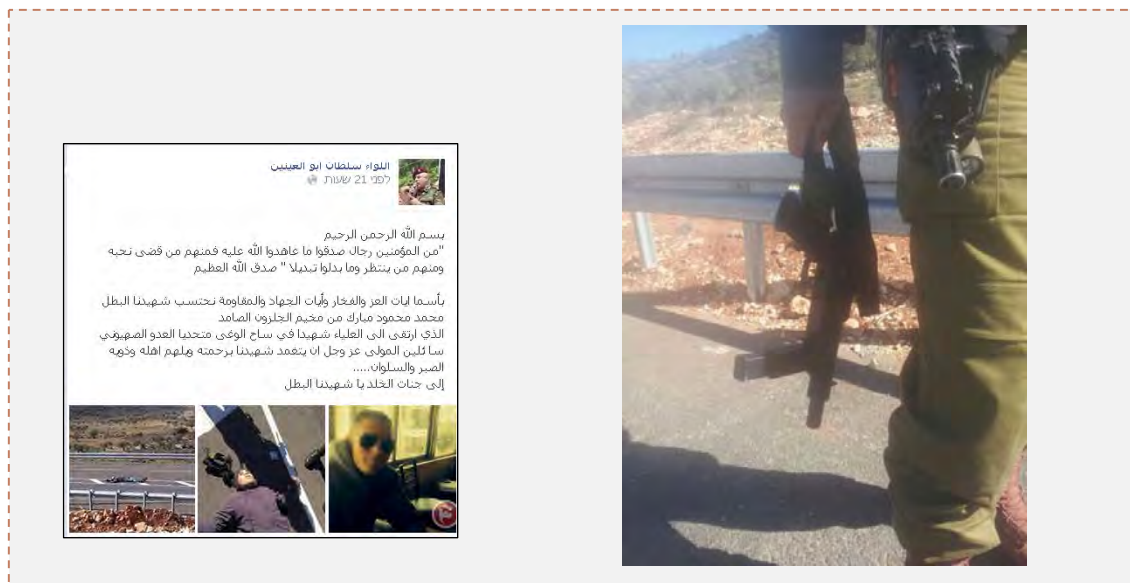 اللواء سلطان ابو العينين
לפני 21 שעות
بسم الله الرحمن الرحيم
"من المؤمنين رجال صدقوا ما عاهدوا الله عليه فمنهم من قضى نحبه
ومنهم من ينتظر وما بدلوا تبديلا " صدق الله العظيم
بأسما ايات العز والفخار وأيات الجهاد والمقاومة نحتسب شهيدنا البطل
محمد محمود مبارك من مخيم الجلزون الصامد
الذي ارتقى الى العلياء شهيدا في ساح الوغى متحديا العدو الصهيوني
سائلين المولى عز وجل ان يتغمد شهيدنا برحمته ويلهم اهله وذويه
الصبر والسلوان.....
إلى جنات الخلد يا شهيدنا البطل